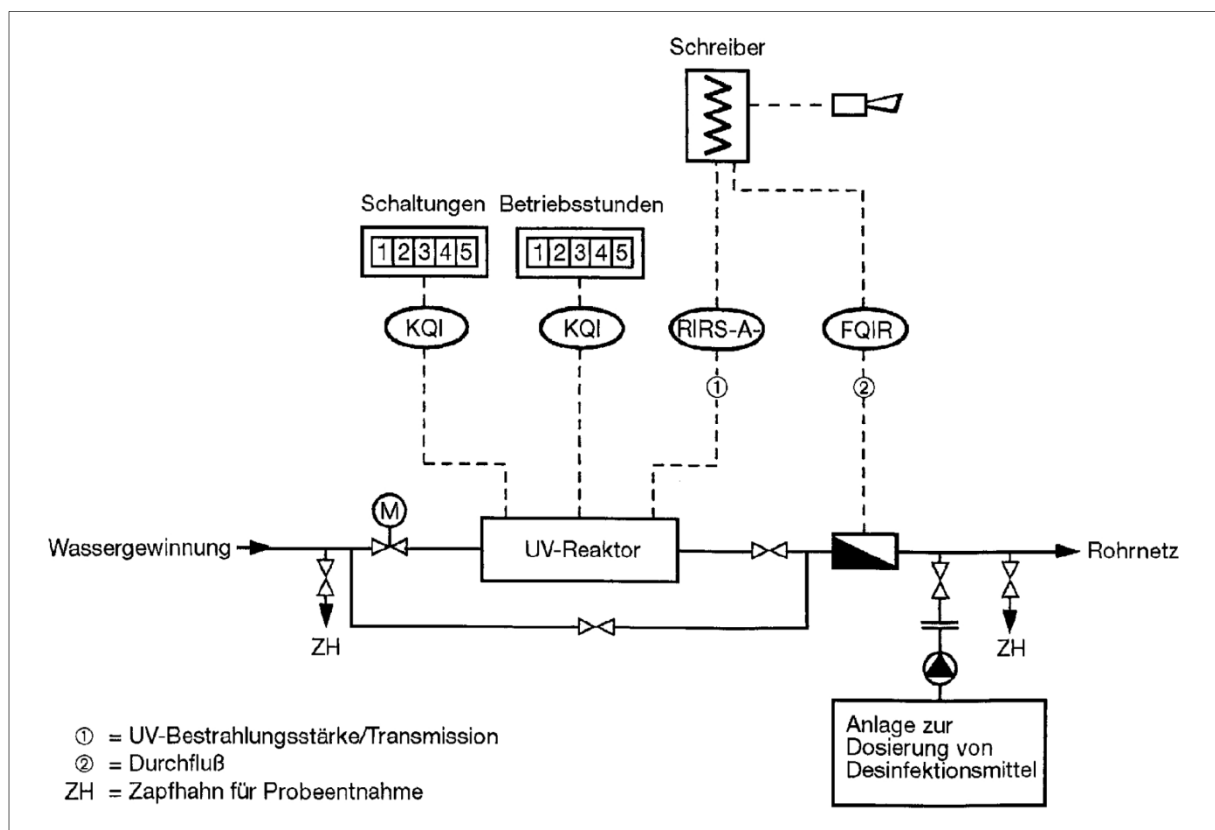 Schreiber
Schaltungen
Betriebsstunden
12345
12345
KQI
KQI
RIRS-A-
FQIR
①
②
M
Wassergewinnung
UV-Reaktor
Rohrnetz
ZH
ZH
Anlage zur
Dosierung von
Desinfektionsmittel
① = UV-Bestrahlungsstärke/Transmission
② = Durchfluß
ZH = Zapfhahn für Probeentnahme